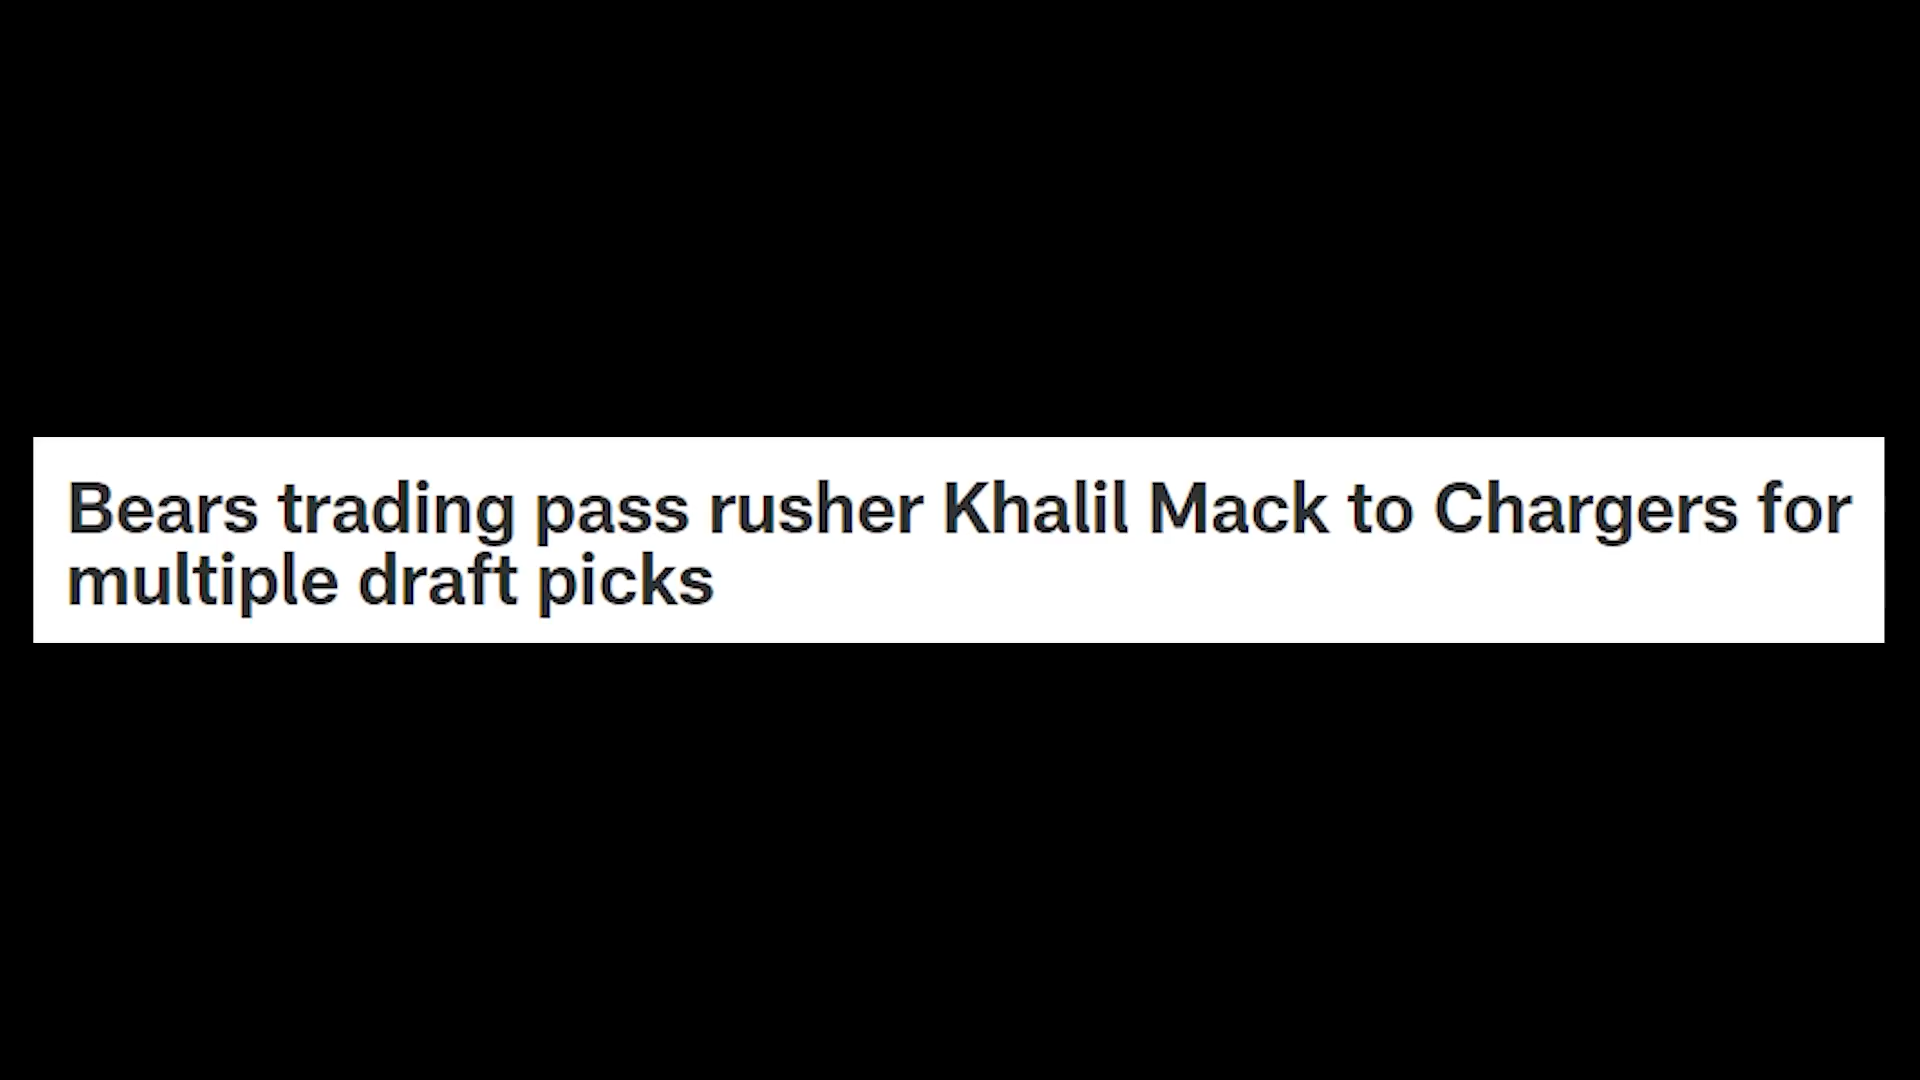 Bears trading pass rusher Khalil Mack to Chargers for
multiple draft picks